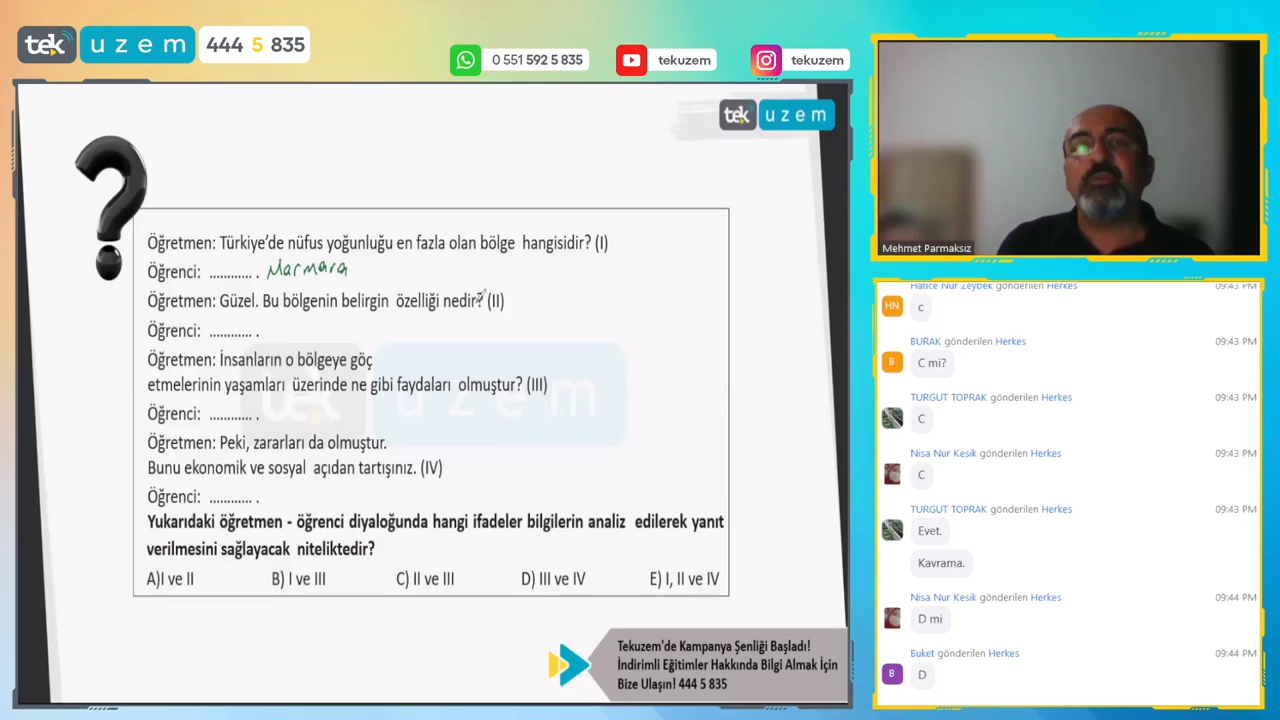 tek uzem 444 5 835
0 551 592 5 835
tekuzem
tekuzem
tek uzem
?
Öğretmen: Türkiye'de nüfus yoğunluğu en fazla olan bölge hangisidir? (I)
Öğrenci: ............ . Marmara
Öğretmen: Güzel. Bu bölgenin belirgin özelliği nedir? (II)
Öğrenci: ............ .
Öğretmen: İnsanların o bölgeye göç
etmelerinin yaşamları üzerinde ne gibi faydaları olmuştur? (III)
Öğrenci: ............ .
Öğretmen: Peki, zararları da olmuştur.
Bunu ekonomik ve sosyal açıdan tartışınız. (IV)
Öğrenci: ............ .
Yukarıdaki öğretmen - öğrenci diyaloğunda hangi ifadeler bilgilerin analiz edilerek yanıt
verilmesini sağlayacak niteliktedir?
A)I ve II B) I ve III C) II ve III D) III ve IV E) I, II ve IV
tek uzem
Tekuzem'de Kampanya Şenliği Başladı!
İndirimli Eğitimler Hakkında Bilgi Almak İçin
Bize Ulaşın! 444 5 835
Mehmet Parmaksız
Hatice Nur Zeybek gönderilen Herkes 09:43 PM
HN c
BURAK gönderilen Herkes 09:43 PM
B C mi?
TURGUT TOPRAK gönderilen Herkes 09:43 PM
C
Nisa Nur Kesik gönderilen Herkes 09:43 PM
C
TURGUT TOPRAK gönderilen Herkes 09:43 PM
Evet.
Kavrama.
Nisa Nur Kesik gönderilen Herkes 09:44 PM
D mi
Buket gönderilen Herkes 09:44 PM
B D